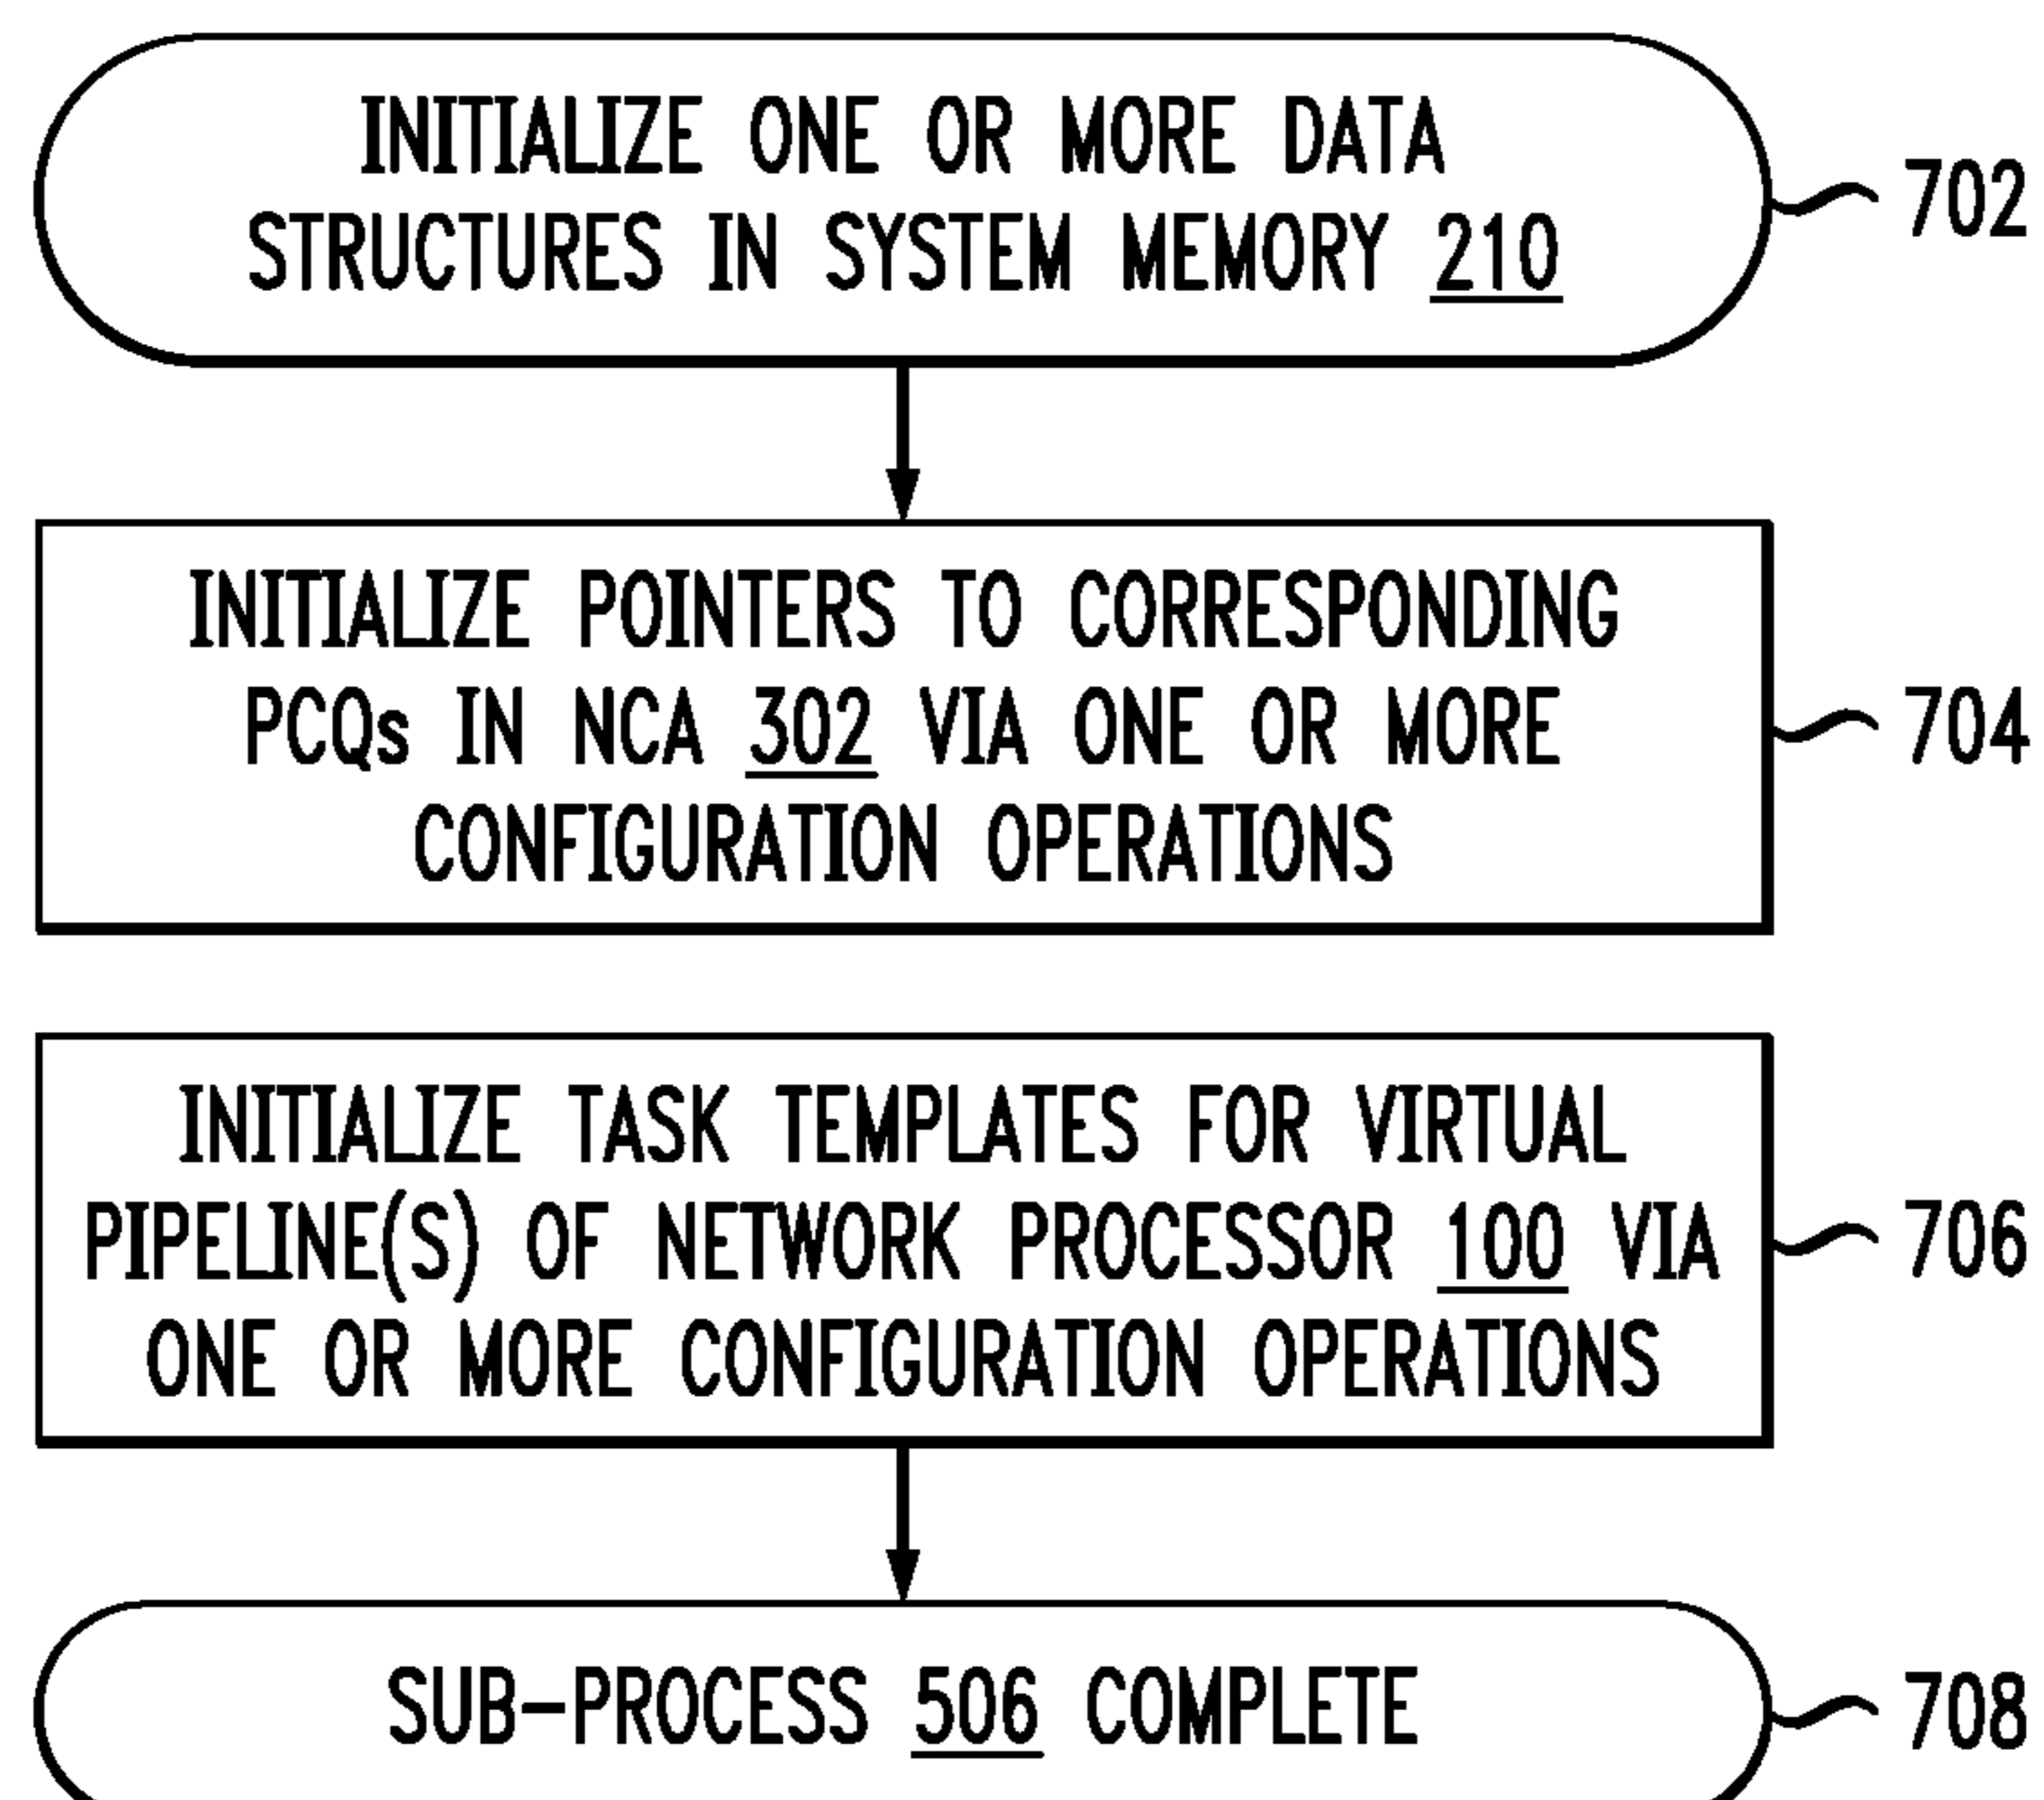 INITIALIZE ONE OR MORE DATA
STRUCTURES IN SYSTEM MEMORY 210
702
INITIALIZE POINTERS TO CORRESPONDING
PCQs IN NCA 302 VIA ONE OR MORE
CONFIGURATION OPERATIONS
704
INITIALIZE TASK TEMPLATES FOR VIRTUAL
PIPELINE(S) OF NETWORK PROCESSOR 100 VIA
ONE OR MORE CONFIGURATION OPERATIONS
706
SUB-PROCESS 506 COMPLETE
708